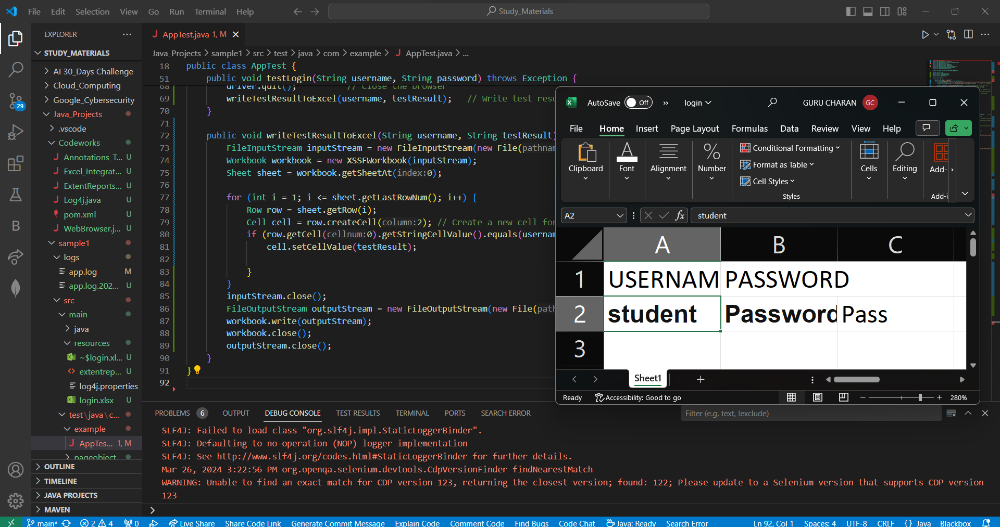 File Edit Selection View Go Run Terminal Help
Study_Materials
EXPLORER
STUDY_MATERIALS
AI 30_Days Challenge
Cloud_Computing
Google_Cybersecurity
Java_Projects
.vscode
Codeworks
Annotations_T... U
Excel_Integrat... U
ExtentReports... U
Log4j.java U
pom.xml U
WebBrowser.j... U
sample1
logs
app.log M
app.log.202... U
src
main
java
resources
~$login.xl... U
extentrep... U
log4j.properties
login.xlsx U
test\java\c...
example
AppTes... 1, M
pageobject
OUTLINE
TIMELINE
JAVA PROJECTS
MAVEN
29
AppTest.java 1, M
Java_Projects > sample1 > src > test > java > com > example > AppTest.java > ...
18 public class AppTest {
51 public void testLogin(String username, String password) throws Exception {
68 driver.quit(); // Close the browser
69 writeTestResultToExcel(username, testResult); // Write test resu
70 }
71
72 public void writeTestResultToExcel(String username, String testResult)
73 FileInputStream inputStream = new FileInputStream(new File(pathnam
74 Workbook workbook = new XSSFWorkbook(inputStream);
75 Sheet sheet = workbook.getSheetAt(index:0);
76
77 for (int i = 1; i <= sheet.getLastRowNum(); i++) {
78 Row row = sheet.getRow(i);
79 Cell cell = row.createCell(column:2); // Create a new cell for
80 if (row.getCell(cellnum:0).getStringCellValue().equals(usernam
81 cell.setCellValue(testResult);
82
83 }
84 }
85 inputStream.close();
86 FileOutputStream outputStream = new FileOutputStream(new File(path
87 workbook.write(outputStream);
88 workbook.close();
89 outputStream.close();
90 }
91 }
92
AutoSave Off » login GURU CHARAN GC
File Home Insert Page Layout Formulas Data Review View Help
Clipboard Font Alignment Number
Conditional Formatting
Format as Table
Cell Styles
Styles
Cells Editing Add-
Add-i
A2 fx student
A B C
1 USERNAM PASSWORD
2 student Password Pass
3
Sheet1
Ready Accessibility: Good to go 280%
PROBLEMS 6 OUTPUT DEBUG CONSOLE TEST RESULTS TERMINAL PORTS SEARCH ERROR
Filter (e.g. text, !exclude)
SLF4J: Failed to load class "org.slf4j.impl.StaticLoggerBinder".
SLF4J: Defaulting to no-operation (NOP) logger implementation
SLF4J: See http://www.slf4j.org/codes.html#StaticLoggerBinder for further details.
Mar 26, 2024 3:22:56 PM org.openqa.selenium.devtools.CdpVersionFinder findNearestMatch
WARNING: Unable to find an exact match for CDP version 123, returning the closest version; found: 122; Please update to a Selenium version that supports CDP version
123
main* 2 4 0 Live Share Share Code Link Generate Commit Message Explain Code Comment Code Find Bugs Code Chat Java: Ready Search Error Ln 92, Col 1 Spaces: 4 UTF-8 CRLF {} Java Blackbox